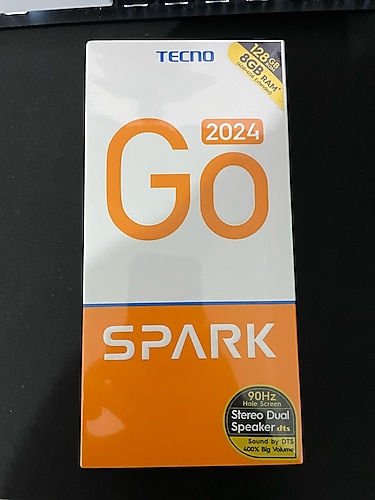 TECNO
128GB
8GB RAM*
Go
2024
SPARK
90Hz
Hole Screen
Stereo Dual
Speaker dts
Sound by DTS
400% Big Volume